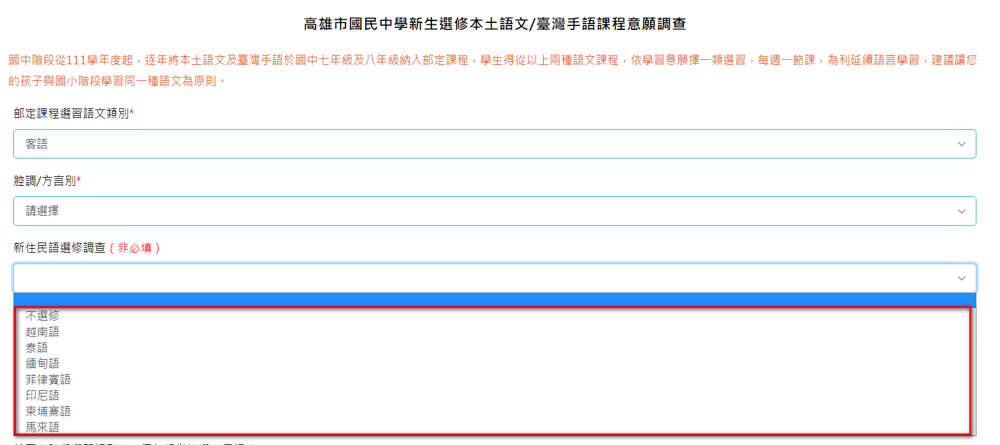 高雄市國民中學新生選修本土語文/臺灣手語課程意願調查
國中階段從111學年度起，逐年將本土語文及臺灣手語於國中七年級及八年級納入部定課程，學生得從以上兩種語文課程，依學習意願擇一類選習，每週一節課，為利延續語言學習，建議讓您
的孩子與國小階段學習同一種語文為原則。
部定課程選習語文類別*
客語
腔調/方言別*
請選擇
新住民語選修調查（非必填）
不選修
越南語
泰語
緬甸語
菲律賓語
印尼語
柬埔寨語
馬來語